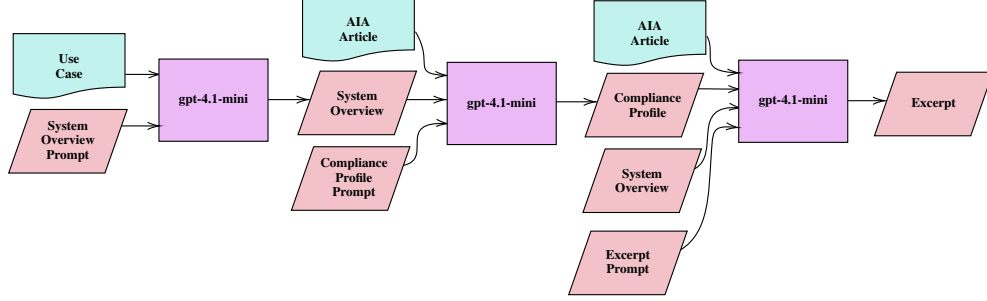 Use
Case
System
Overview
Prompt
gpt-4.1-mini
AIA
Article
System
Overview
Compliance
Profile
Prompt
gpt-4.1-mini
AIA
Article
Compliance
Profile
System
Overview
Excerpt
Prompt
gpt-4.1-mini
Excerpt